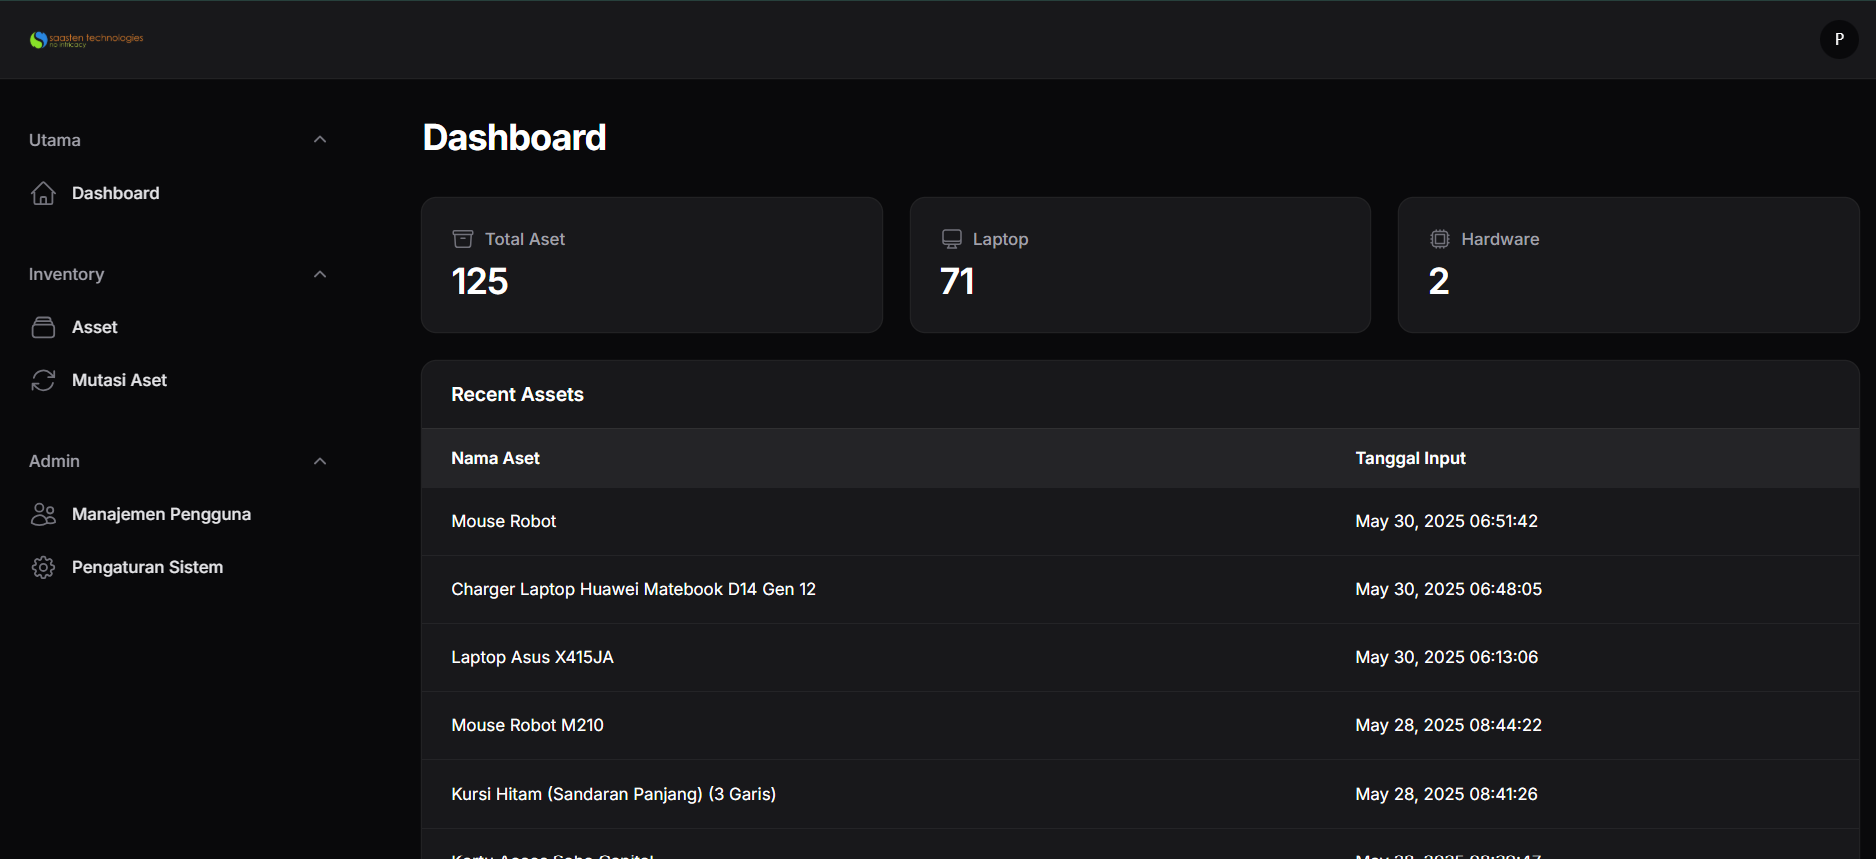 saasten technologies
no intricacy
P
Utama
Dashboard
Inventory
Asset
Mutasi Aset
Admin
Manajemen Pengguna
Pengaturan Sistem
Dashboard
Total Aset
125
Laptop
71
Hardware
2
Recent Assets
Nama Aset Tanggal Input
Mouse Robot May 30, 2025 06:51:42
Charger Laptop Huawei Matebook D14 Gen 12 May 30, 2025 06:48:05
Laptop Asus X415JA May 30, 2025 06:13:06
Mouse Robot M210 May 28, 2025 08:44:22
Kursi Hitam (Sandaran Panjang) (3 Garis) May 28, 2025 08:41:26